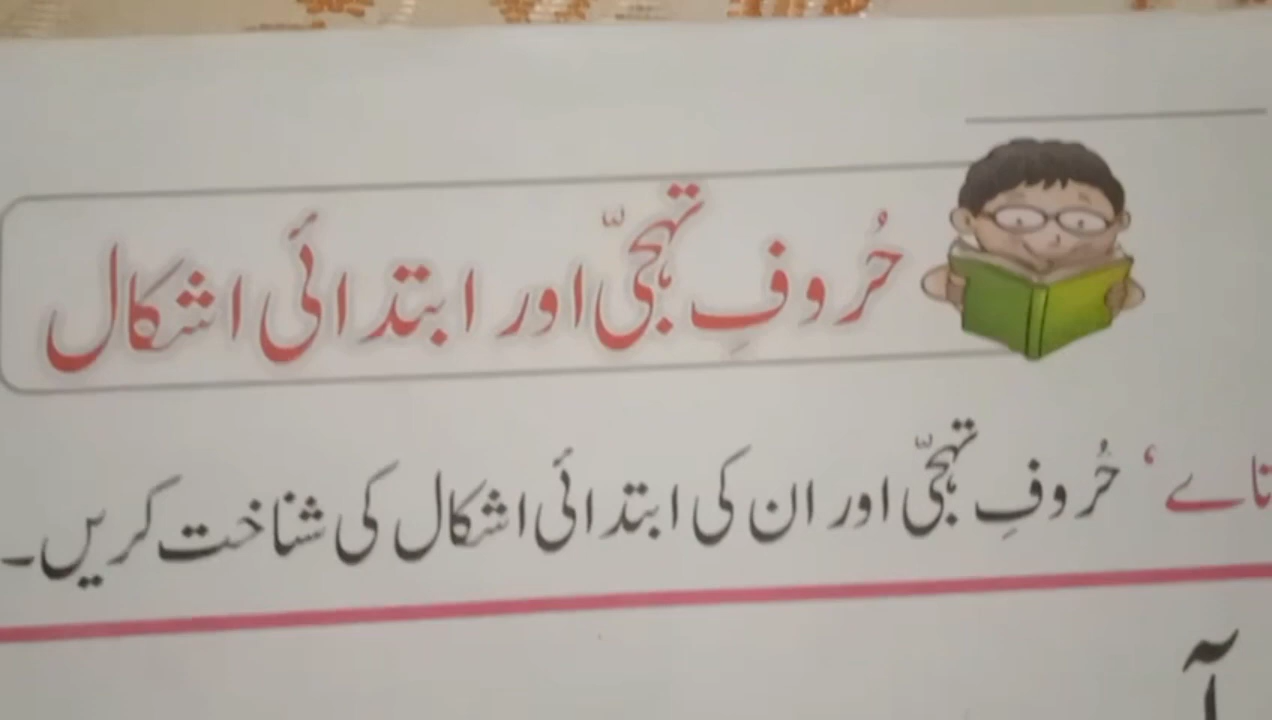 حُروفِ تہجّی اور ابتدائی اشکال
حُروفِ تہجّی اور ان کی ابتدائی اشکال کی شناخت کریں۔
آ